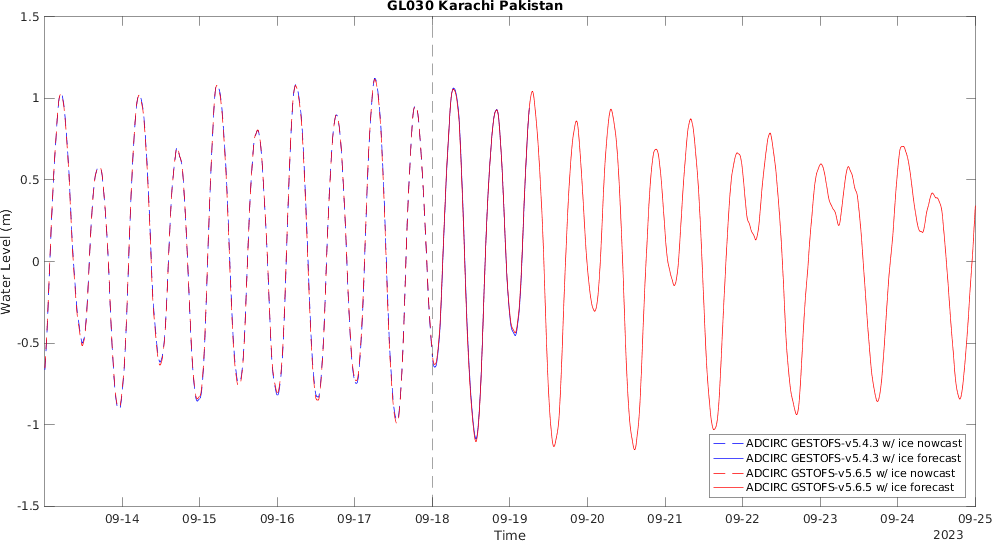 GL030 Karachi Pakistan
1.5
1
0.5
0
-0.5
-1
-1.5
Water Level (m)
09-14 09-15 09-16 09-17 09-18 09-19 09-20 09-21 09-22 09-23 09-24 09-25
Time
2023
ADCIRC GESTOFS-v5.4.3 w/ ice nowcast
ADCIRC GESTOFS-v5.4.3 w/ ice forecast
ADCIRC GSTOFS-v5.6.5 w/ ice nowcast
ADCIRC GSTOFS-v5.6.5 w/ ice forecast